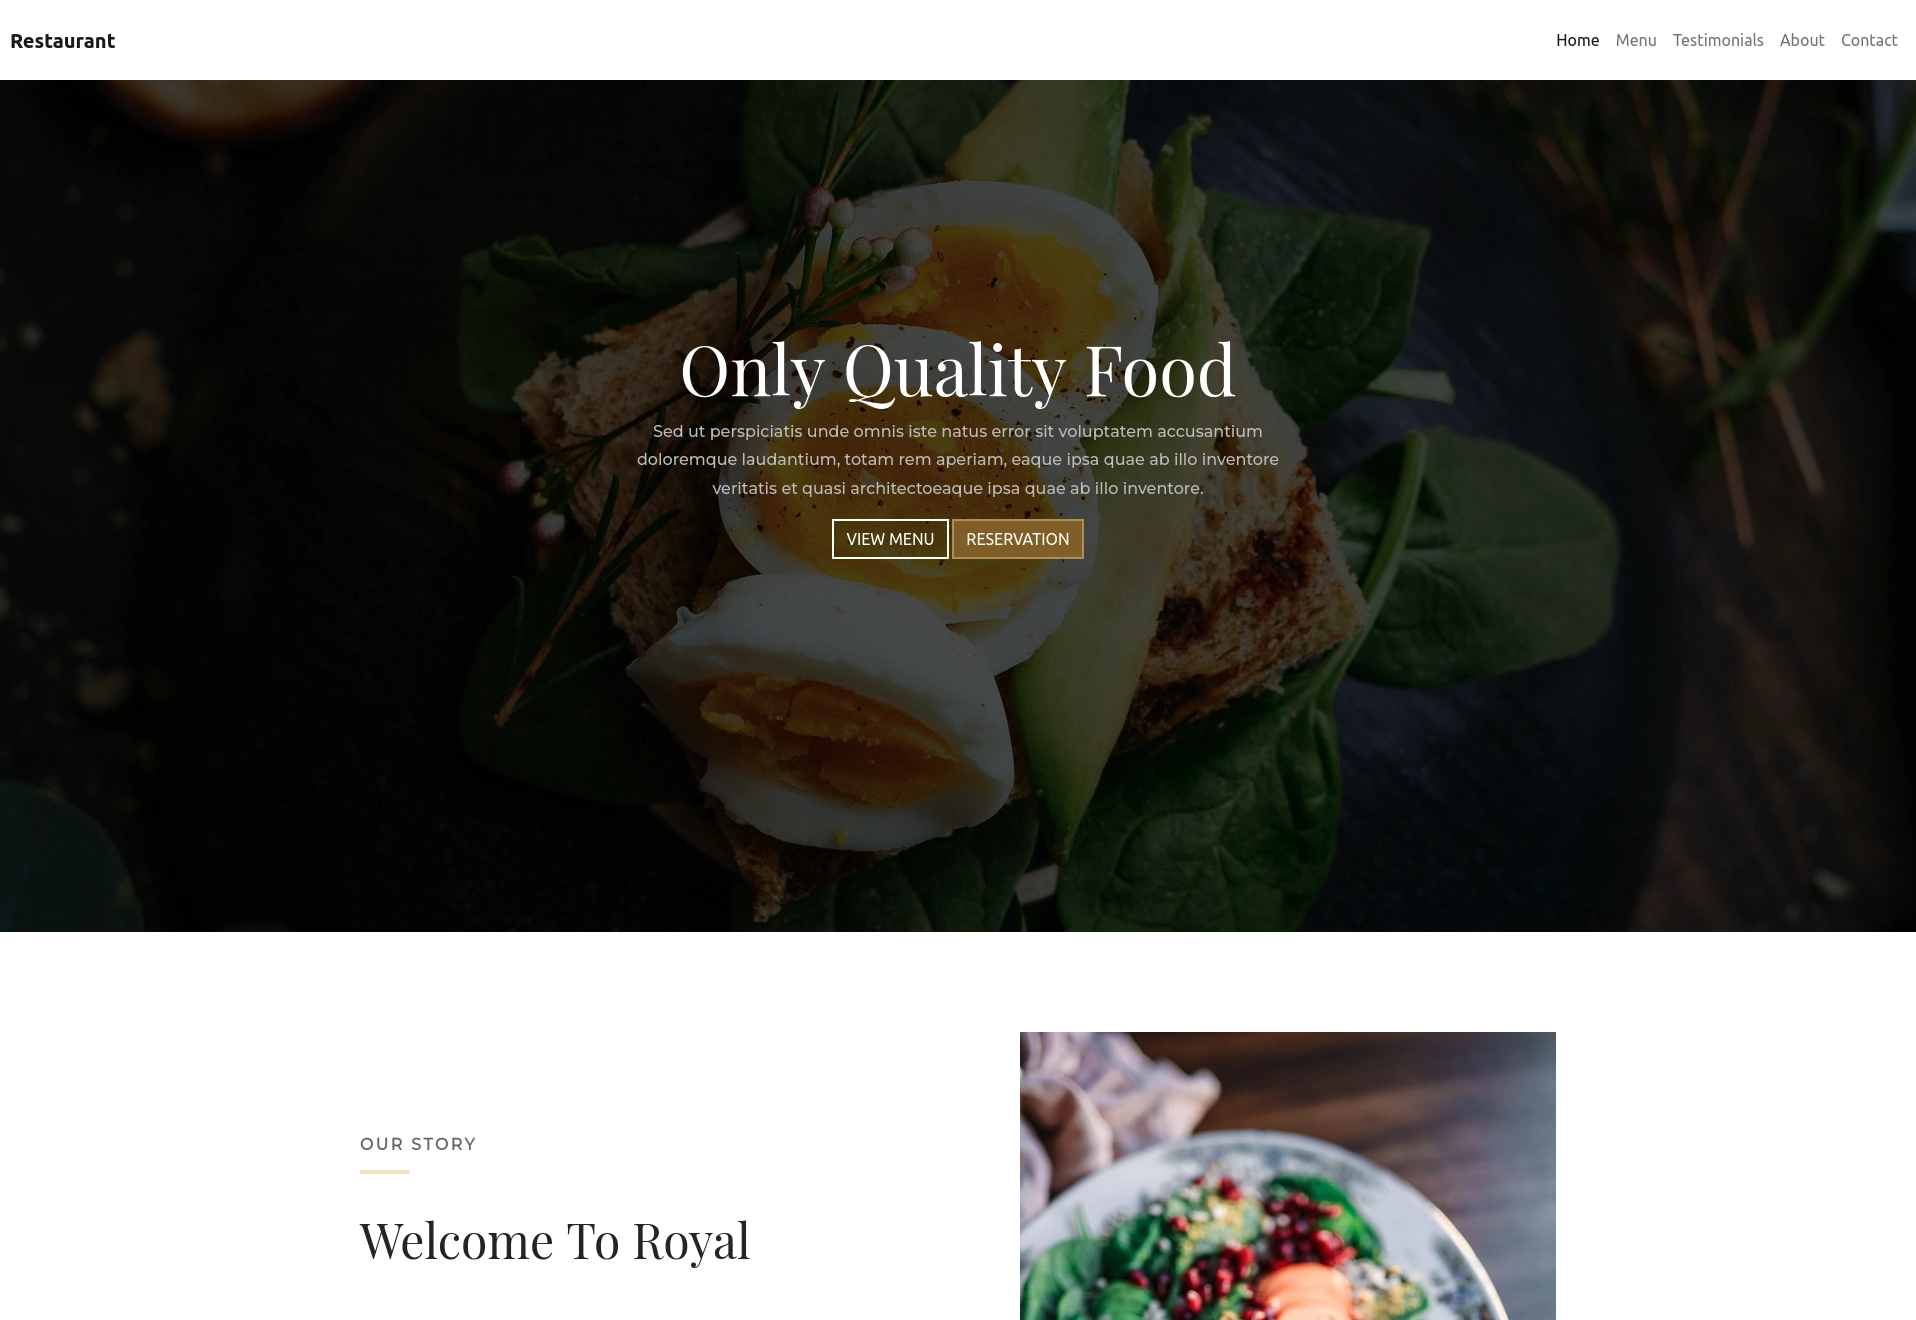 Restaurant
Home Menu Testimonials About Contact
Only Quality Food
Sed ut perspiciatis unde omnis iste natus error sit voluptatem accusantium
doloremque laudantium, totam rem aperiam, eaque ipsa quae ab illo inventore
veritatis et quasi architectoeaque ipsa quae ab illo inventore.
VIEW MENU RESERVATION
OUR STORY
Welcome To Royal